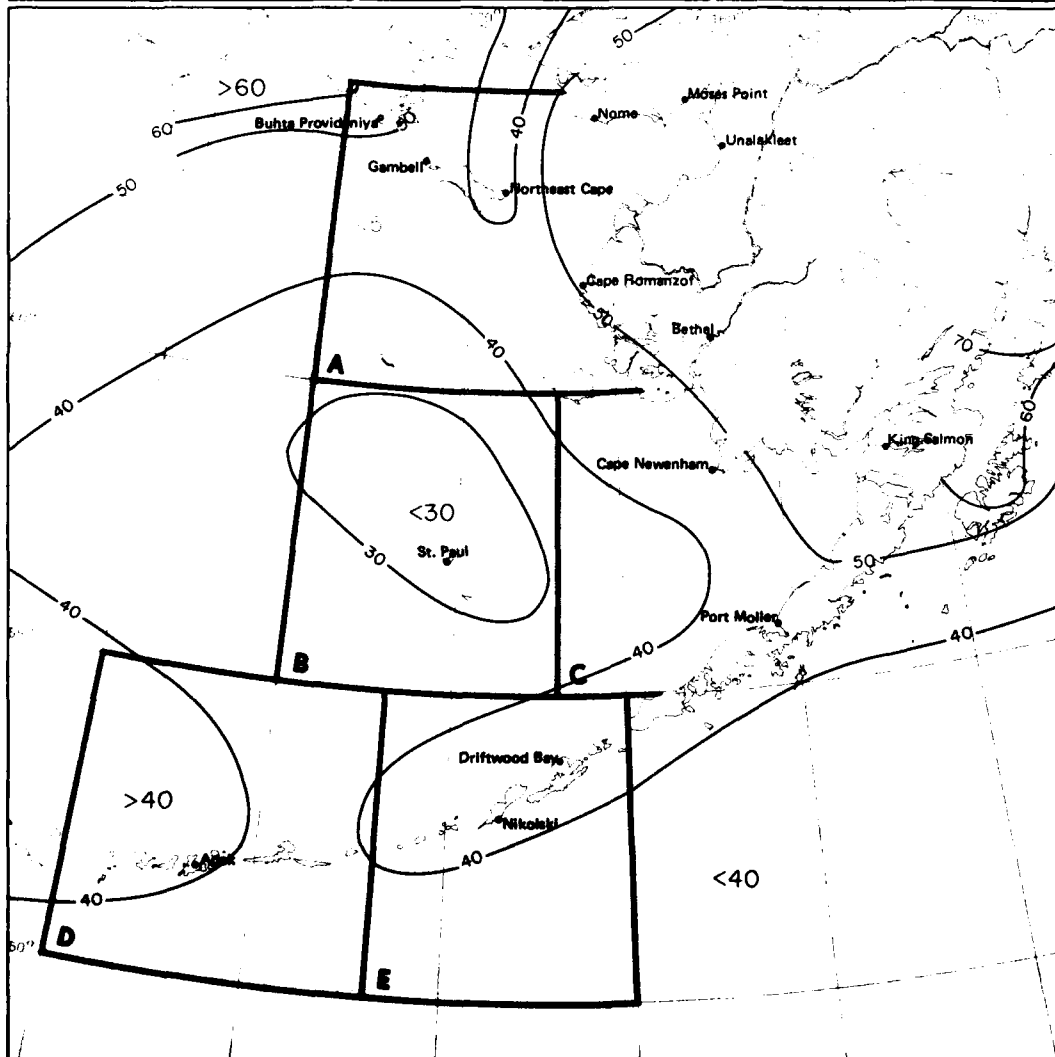 50
>60
Moses Point
60
Nome
40
Buhta Provideniya
50
Unalakleet
Gambell
50
Northeast Cape
Cape Romanzof
50
Bethel
40
70
A
40
60
King Salmon
Cape Newenham
<30
St. Paul
30
50
40
Port Moller
40
40
B
C
Driftwood Bay
>40
Nikolski
40
Adak
<40
40
D
50°
E